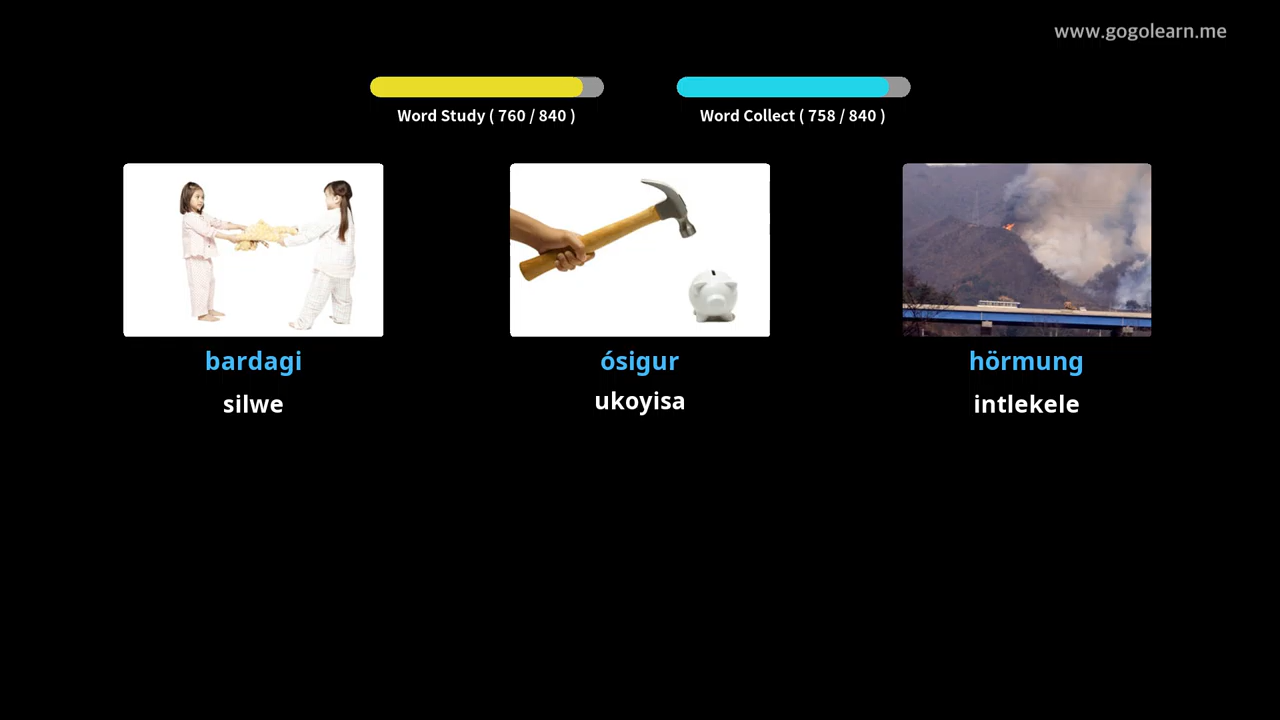 www.gogolearn.me
Word Study ( 760 / 840 )
Word Collect ( 758 / 840 )
bardagi
ósigur
hörmung
silwe
ukoyisa
intlekele